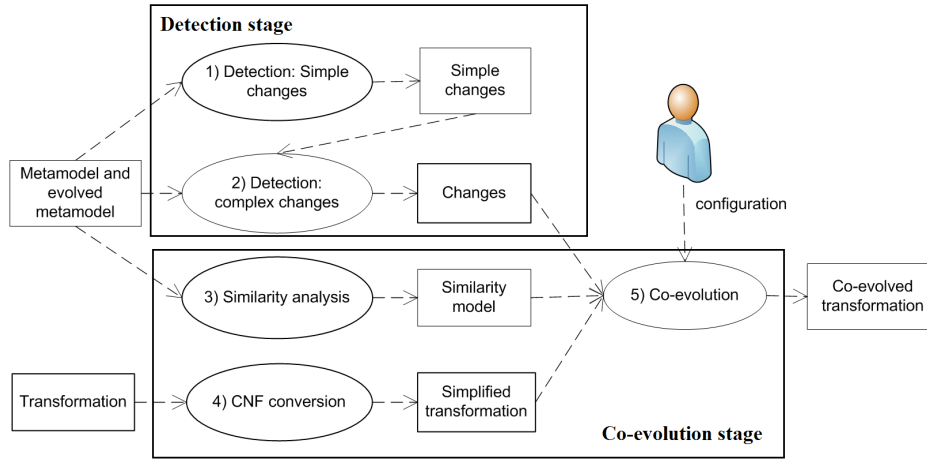 Detection stage
1) Detection: Simple
changes
Simple
changes
Metamodel and
evolved
metamodel
2) Detection:
complex changes
Changes
configuration
3) Similarity analysis
Similarity
model
5) Co-evolution
Co-evolved
transformation
Transformation
4) CNF conversion
Simplified
transformation
Co-evolution stage